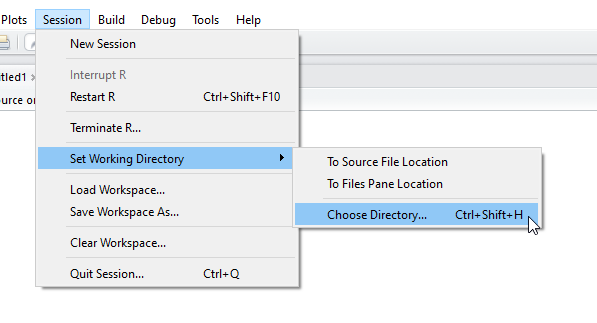 Plots Session Build Debug Tools Help
New Session
Interrupt R
Restart R Ctrl+Shift+F10
Terminate R...
Set Working Directory
Load Workspace...
Save Workspace As...
Clear Workspace...
Quit Session... Ctrl+Q
To Source File Location
To Files Pane Location
Choose Directory... Ctrl+Shift+H
titled1
ource on